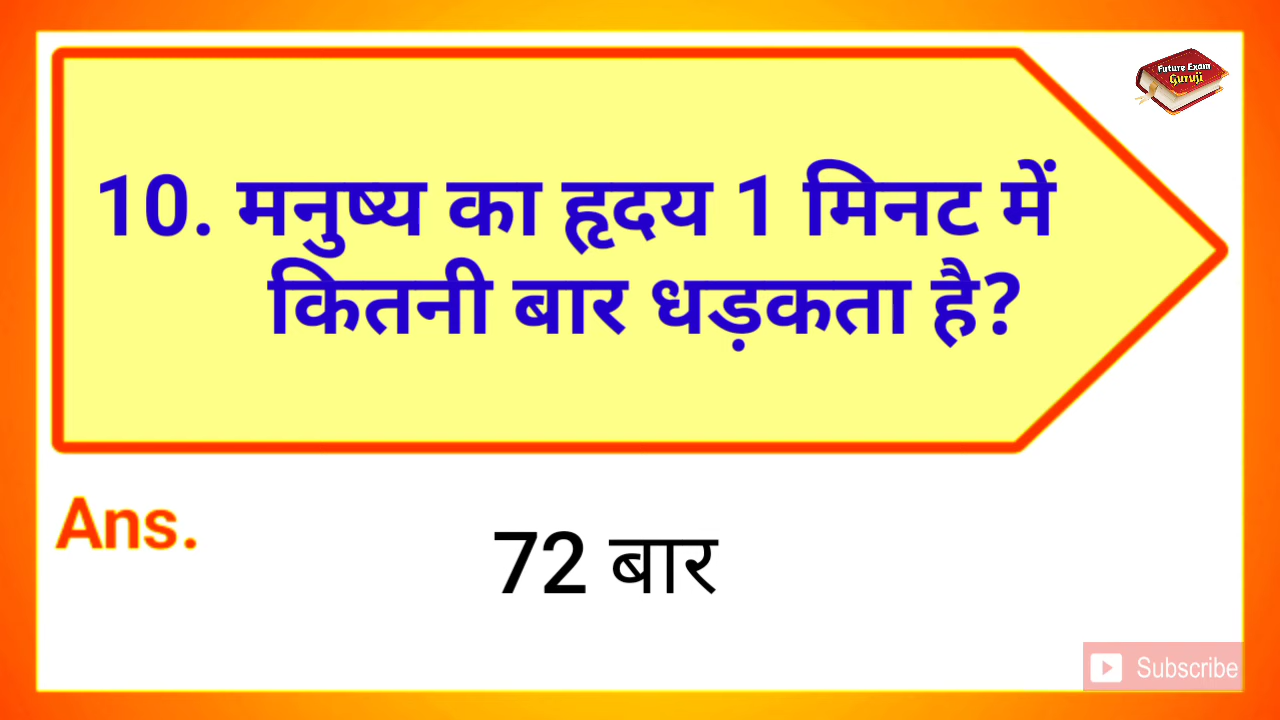 Future Exam
Guruji
10. मनुष्य का हृदय 1 मिनट में
कितनी बार धड़कता है?
Ans.
72 बार
Subscribe